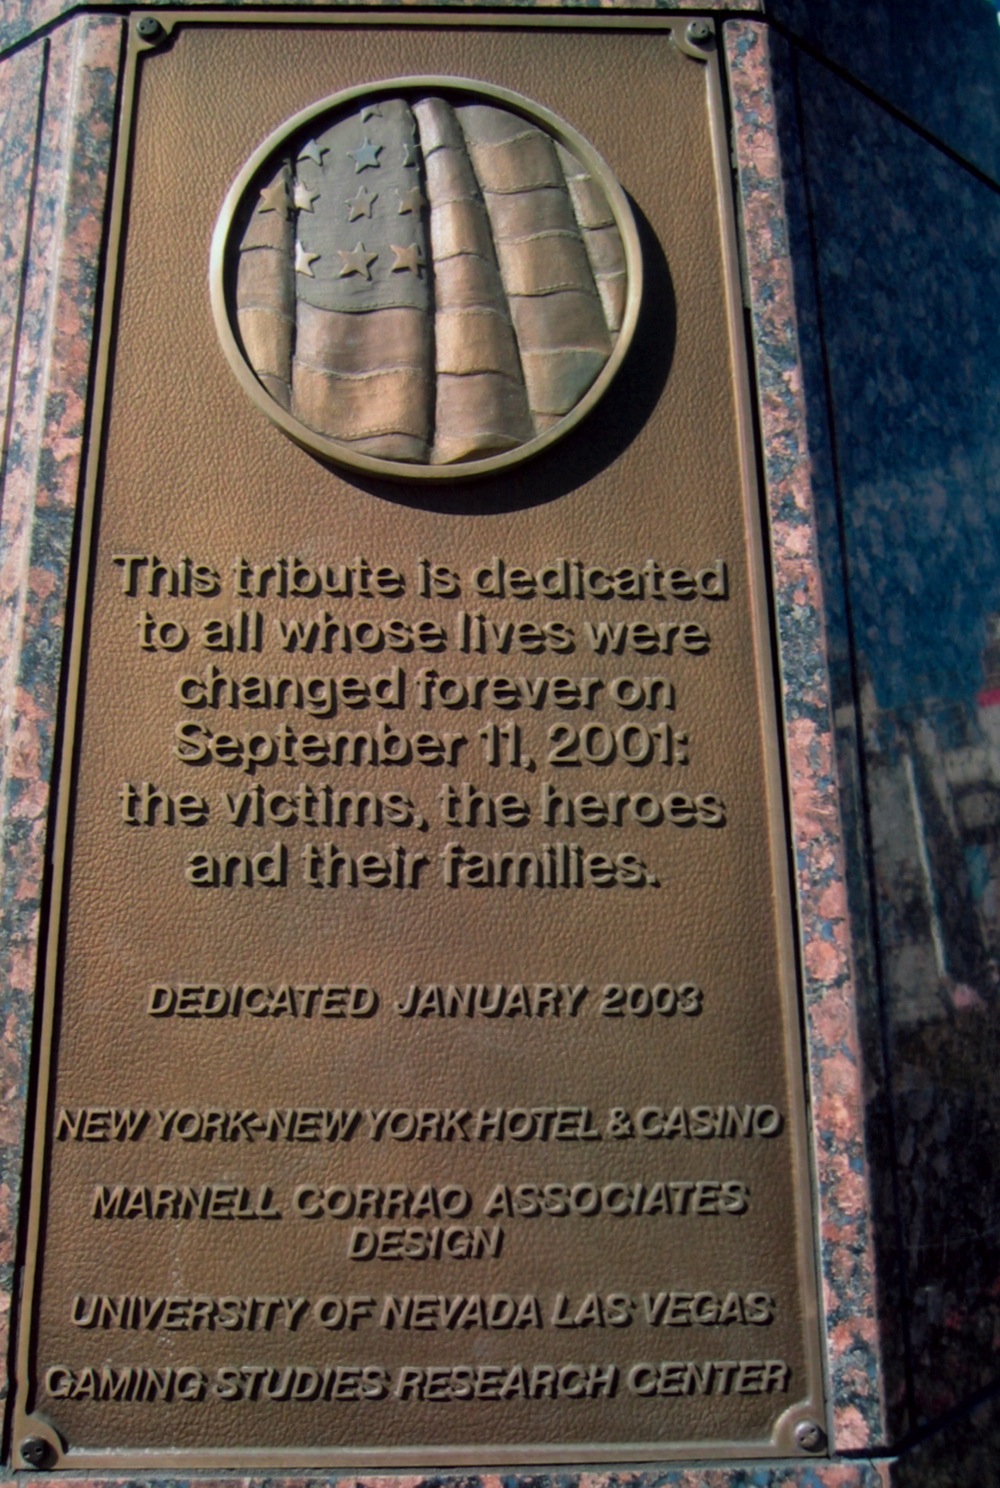 This tribute is dedicated
to all whose lives were
changed forever on
September 11, 2001:
the victims, the heroes
and their families.
DEDICATED JANUARY 2003
NEW YORK-NEW YORK HOTEL & CASINO
MARNELL CORRAO ASSOCIATES
DESIGN
UNIVERSITY OF NEVADA LAS VEGAS
GAMING STUDIES RESEARCH CENTER